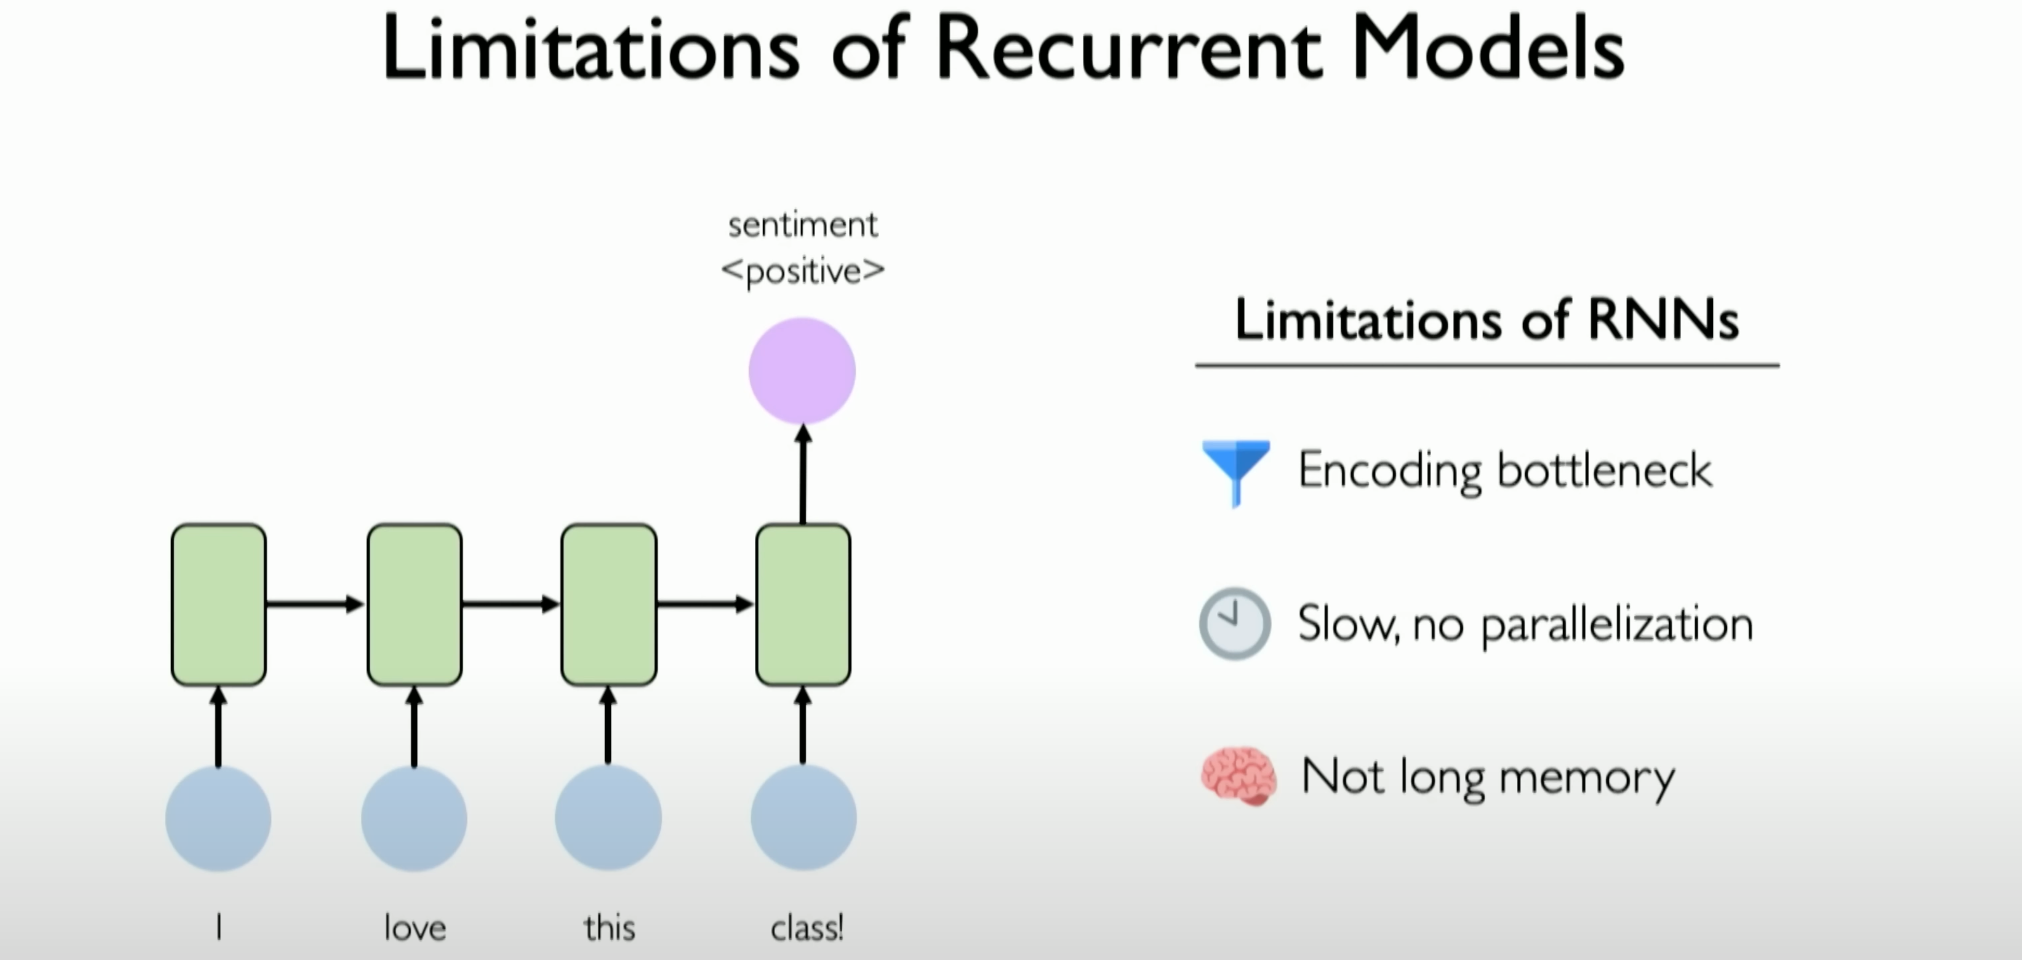 Limitations of Recurrent Models
sentiment
<positive>
I love this class!
Limitations of RNNs
Encoding bottleneck
Slow, no parallelization
Not long memory